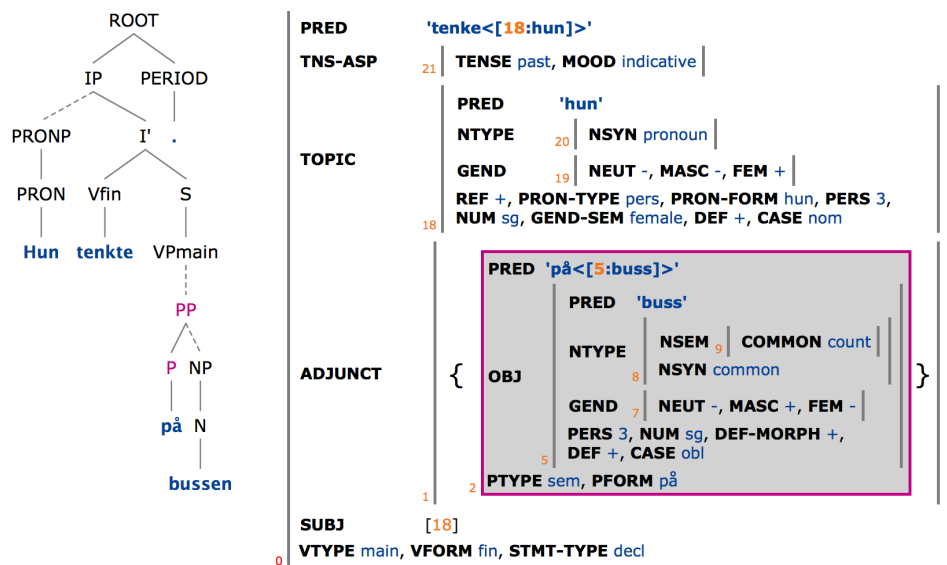 ROOT
IP PERIOD
PRONP I' .
PRON Vfin S
Hun tenkte VPmain
PP
P NP
på N
bussen
PRED 'tenke<[18:hun]>'
TNS-ASP 21 TENSE past, MOOD indicative
PRED 'hun'
NTYPE 20 NSYN pronoun
TOPIC
GEND 19 NEUT -, MASC -, FEM +
REF +, PRON-TYPE pers, PRON-FORM hun, PERS 3,
18 NUM sg, GEND-SEM female, DEF +, CASE nom
PRED 'på<[5:buss]>'
PRED 'buss'
NTYPE NSEM 9 COMMON count
8 NSYN common
ADJUNCT { OBJ }
GEND 7 NEUT -, MASC +, FEM -
PERS 3, NUM sg, DEF-MORPH +,
5 DEF +, CASE obl
1 2 PTYPE sem, PFORM på
SUBJ [18]
0 VTYPE main, VFORM fin, STMT-TYPE decl